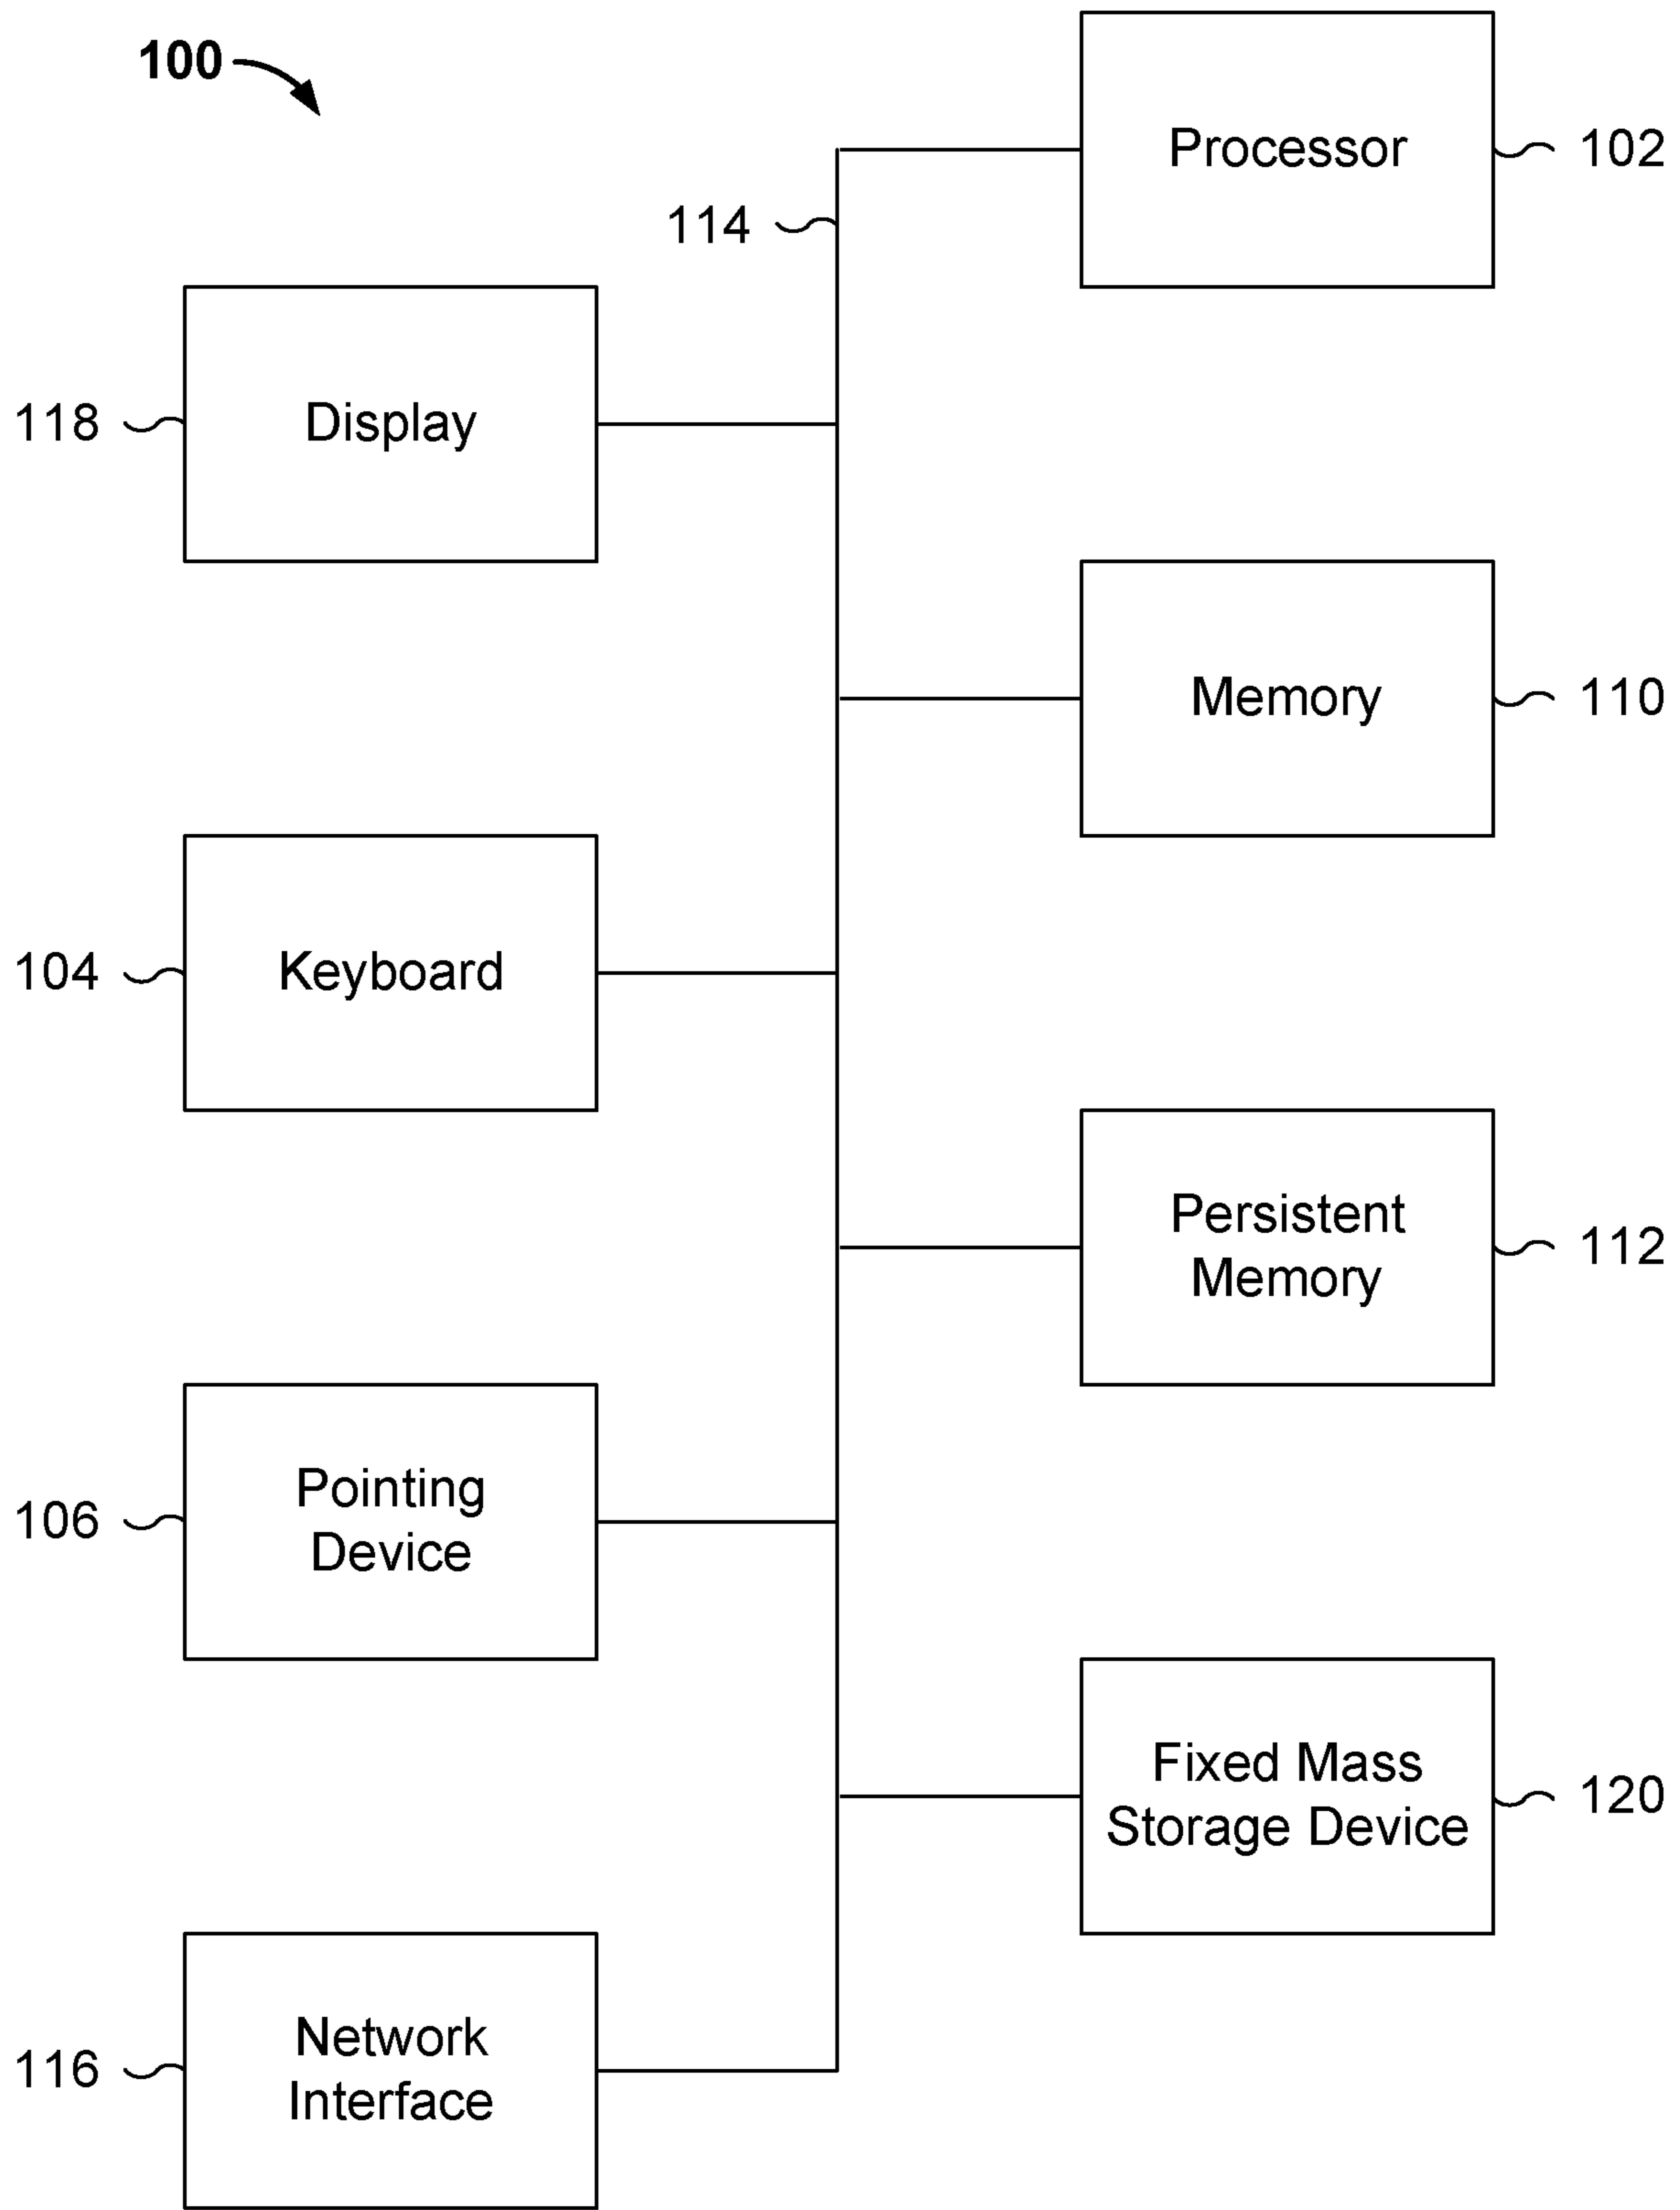 100
Processor
102
114
118
Display
Memory
110
104
Keyboard
Persistent
Memory
112
106
Pointing
Device
Fixed Mass
Storage Device
120
116
Network
Interface